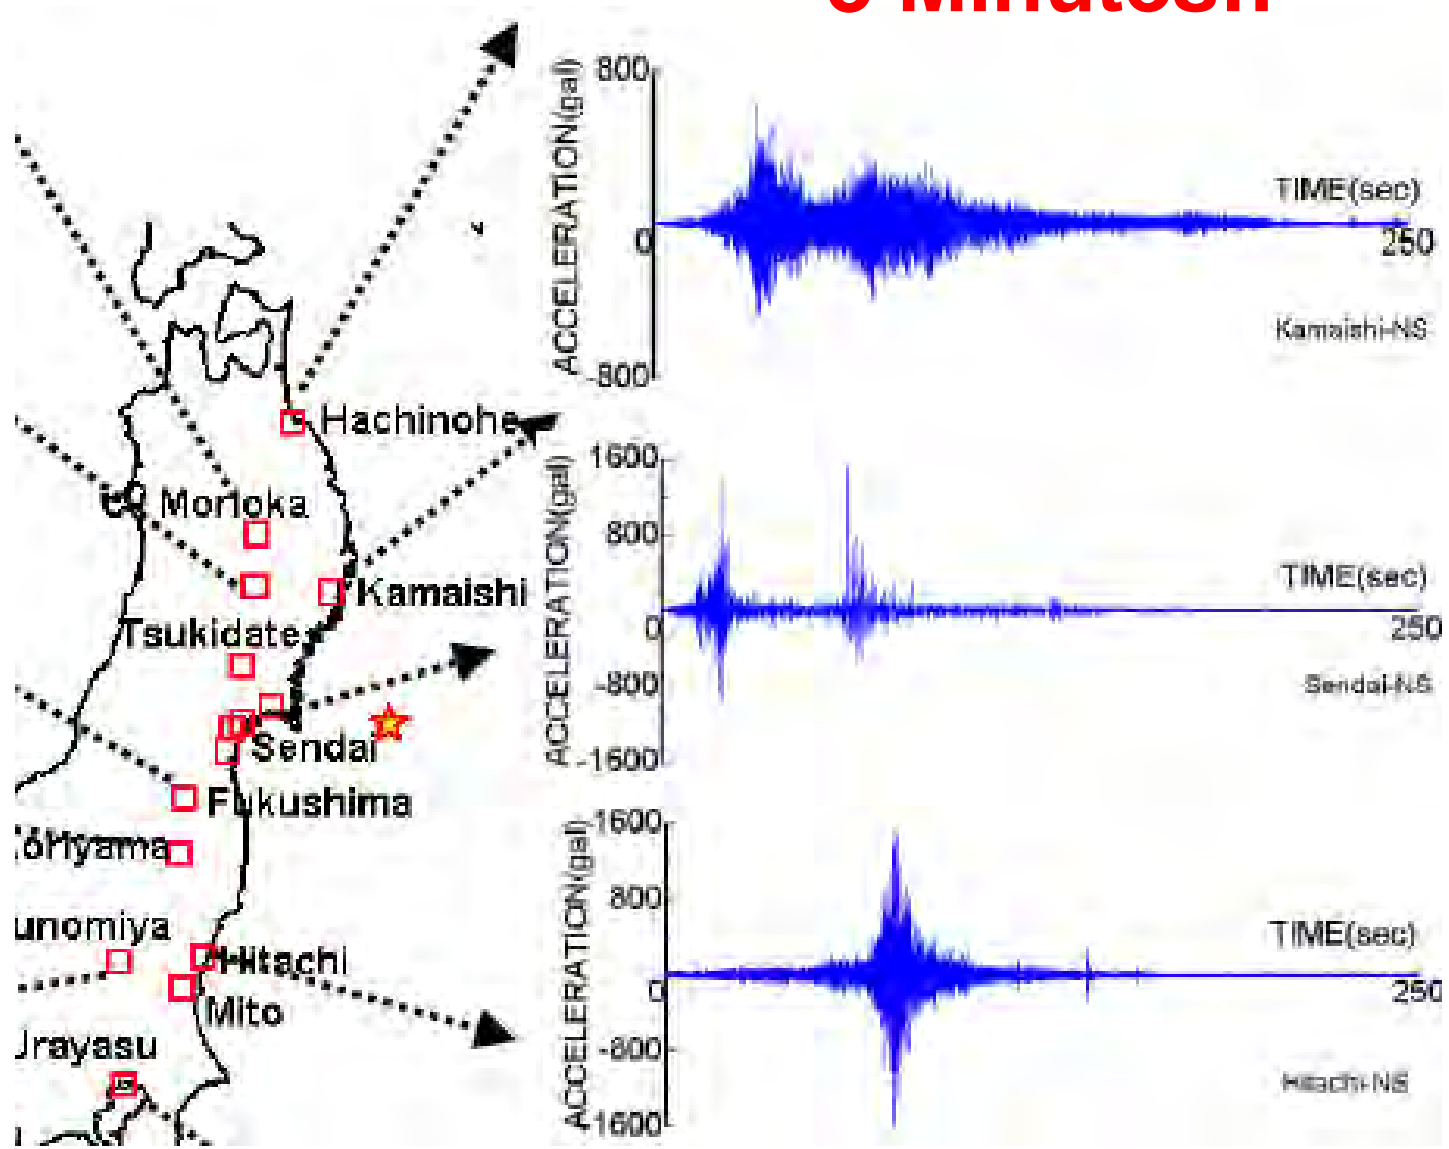 Minutes!!
800
ACCELERATION(gal)
TIME(sec)
0
250
Kamaishi-NS
-800
Hachinohe
1600
Morioka
800
ACCELERATION(gal)
TIME(sec)
Kamaishi
0
250
Tsukidate
-800
Sendai-NS
Sendai
-1600
Fukushima
1600
ACCELERATION(gal)
800
unomiya
TIME(sec)
Hitachi
0
250
Mito
-800
Urayasu
Hitachi-NS
1600